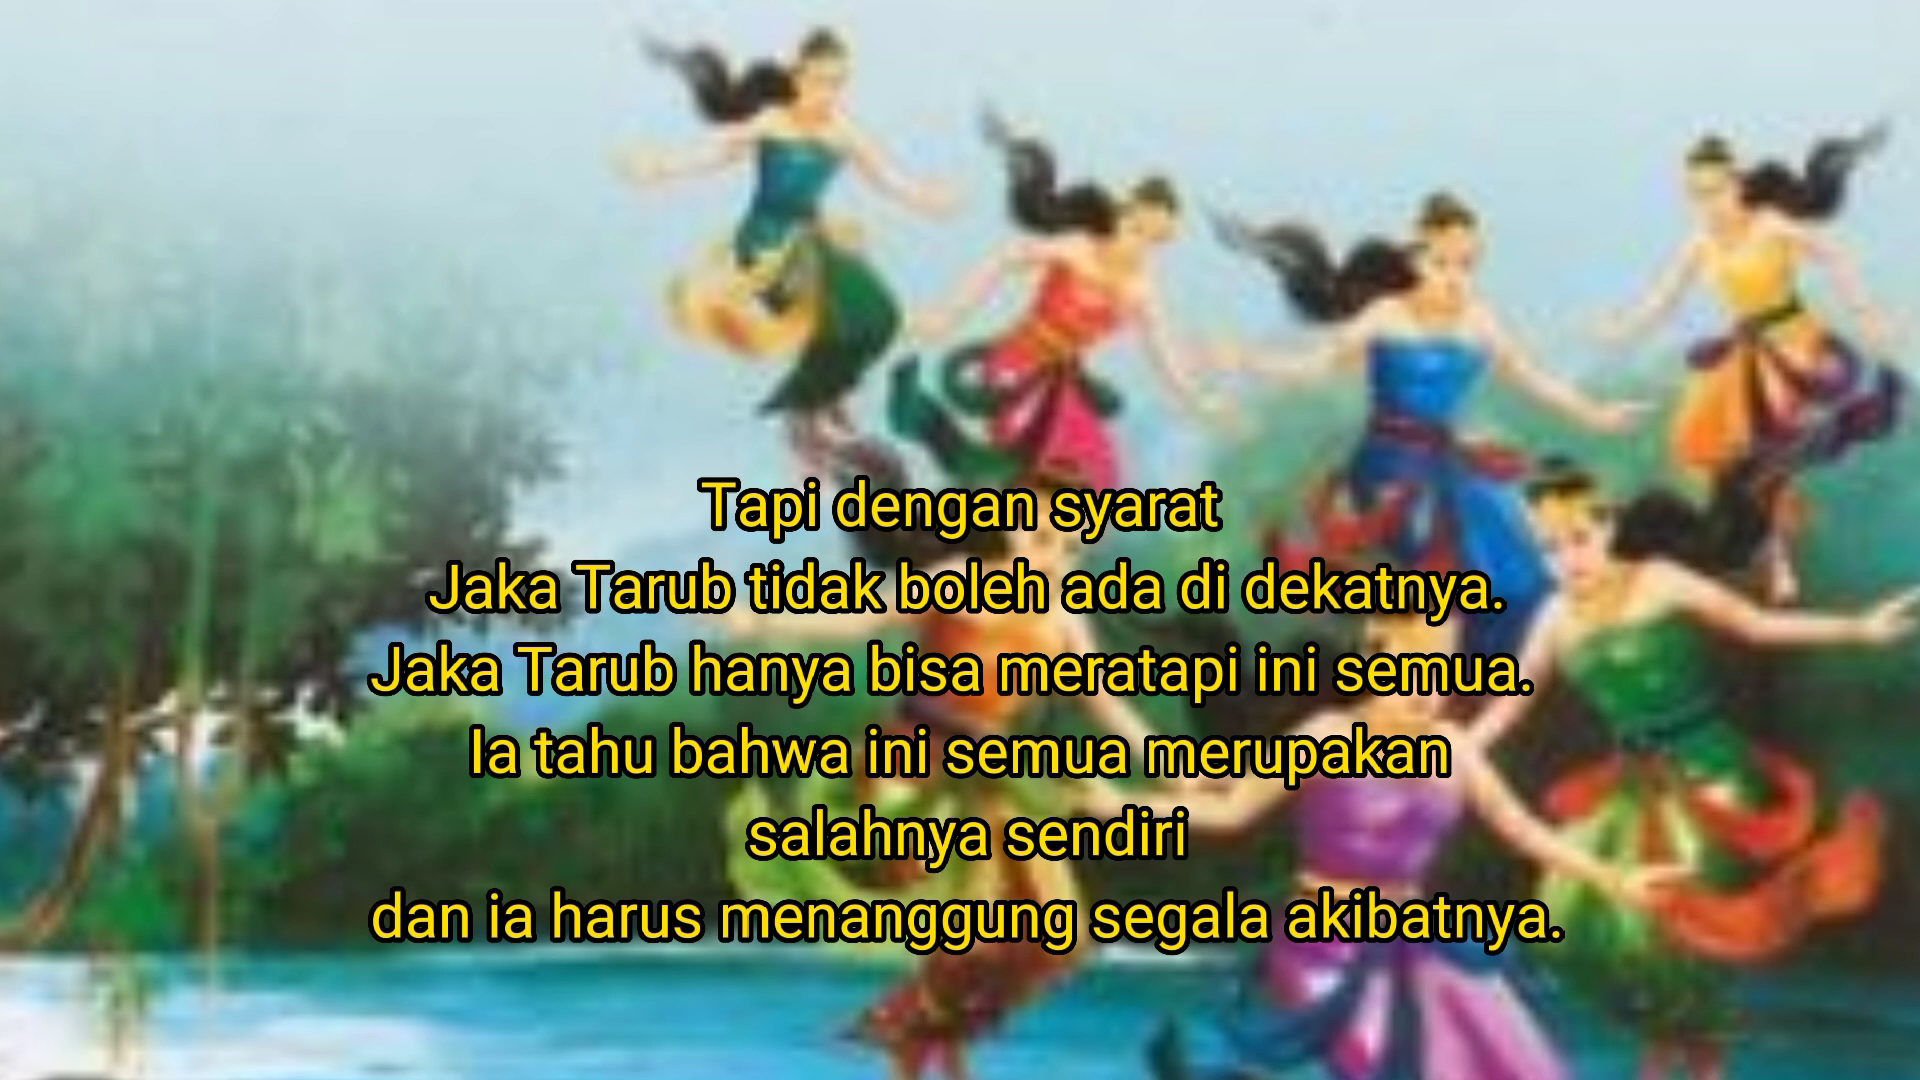 Tapi dengan syarat
Jaka Tarub tidak boleh ada di dekatnya.
Jaka Tarub hanya bisa meratapi ini semua.
Ia tahu bahwa ini semua merupakan
salahnya sendiri
dan ia harus menanggung segala akibatnya.